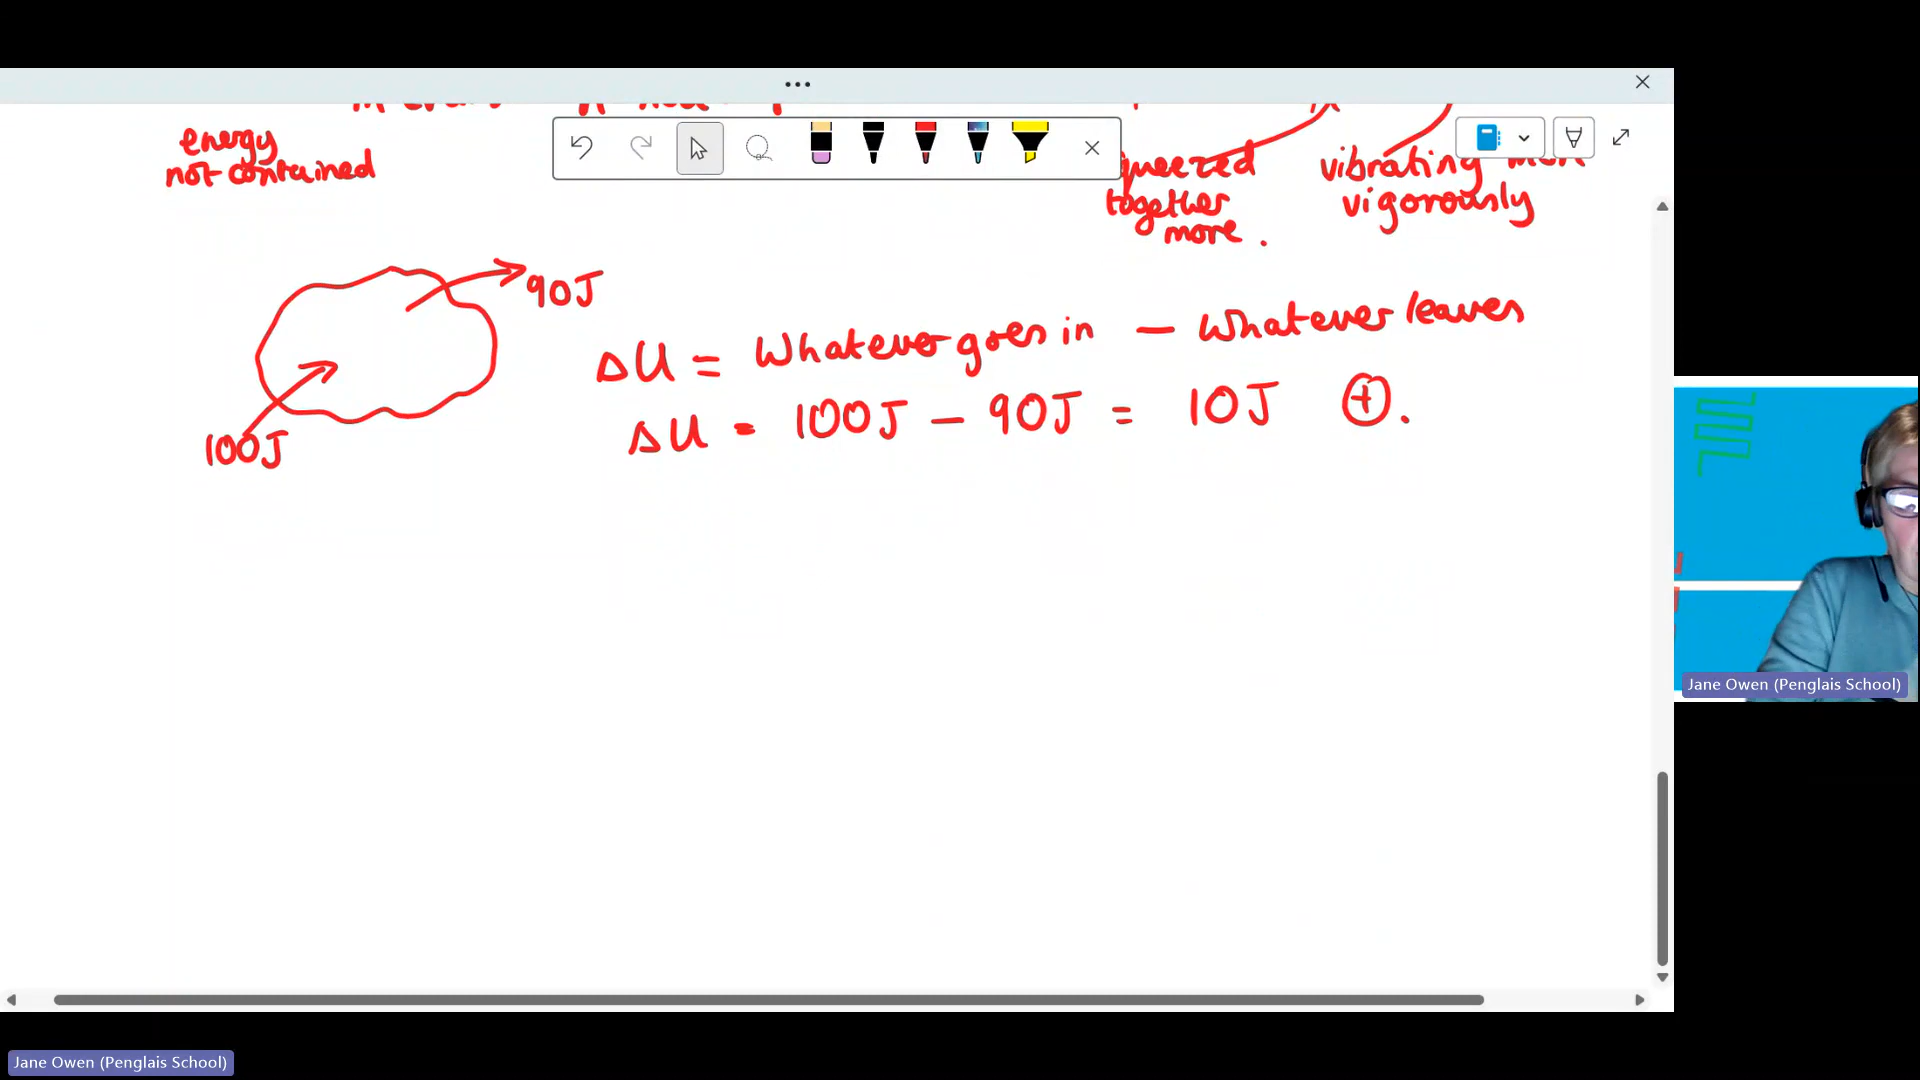 energy
not contained
together
more.
vibrating
vigorously
90J
100J
ΔU = Whatever goes in — Whatever leaves
ΔU = 100J — 90J = 10J ⊕.
Jane Owen (Penglais School)
Jane Owen (Penglais School)